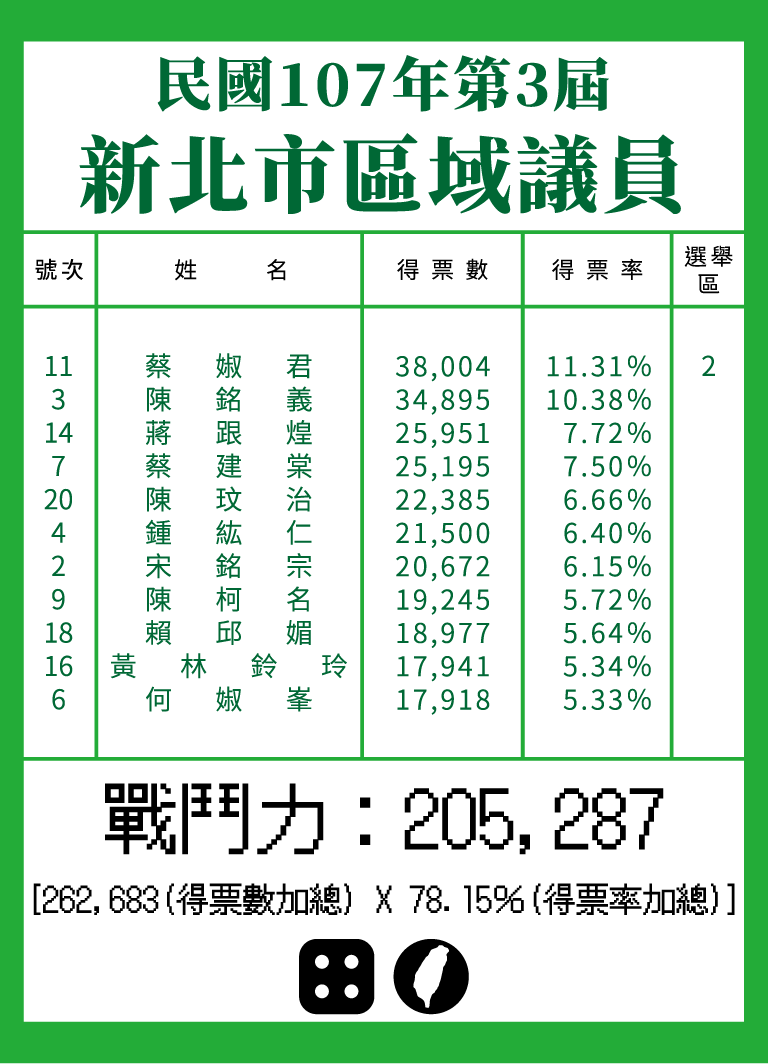 民國107年第3屆
新北市區域議員
號次 姓名 得票數 得票率 選舉區
11 蔡淑君 38,004 11.31% 2
3 陳銘義 34,895 10.38%
14 蔣跟煌 25,951 7.72%
7 蔡建棠 25,195 7.50%
20 陳玟治 22,385 6.66%
4 鍾紘仁 21,500 6.40%
2 宋銘宗 20,672 6.15%
9 陳柯名 19,245 5.72%
18 賴邱媚 18,977 5.64%
16 黃林鈴玲 17,941 5.34%
6 何淑峯 17,918 5.33%
戰鬥力：205,287
[262,683(得票數加總) X 78.15%(得票率加總)]